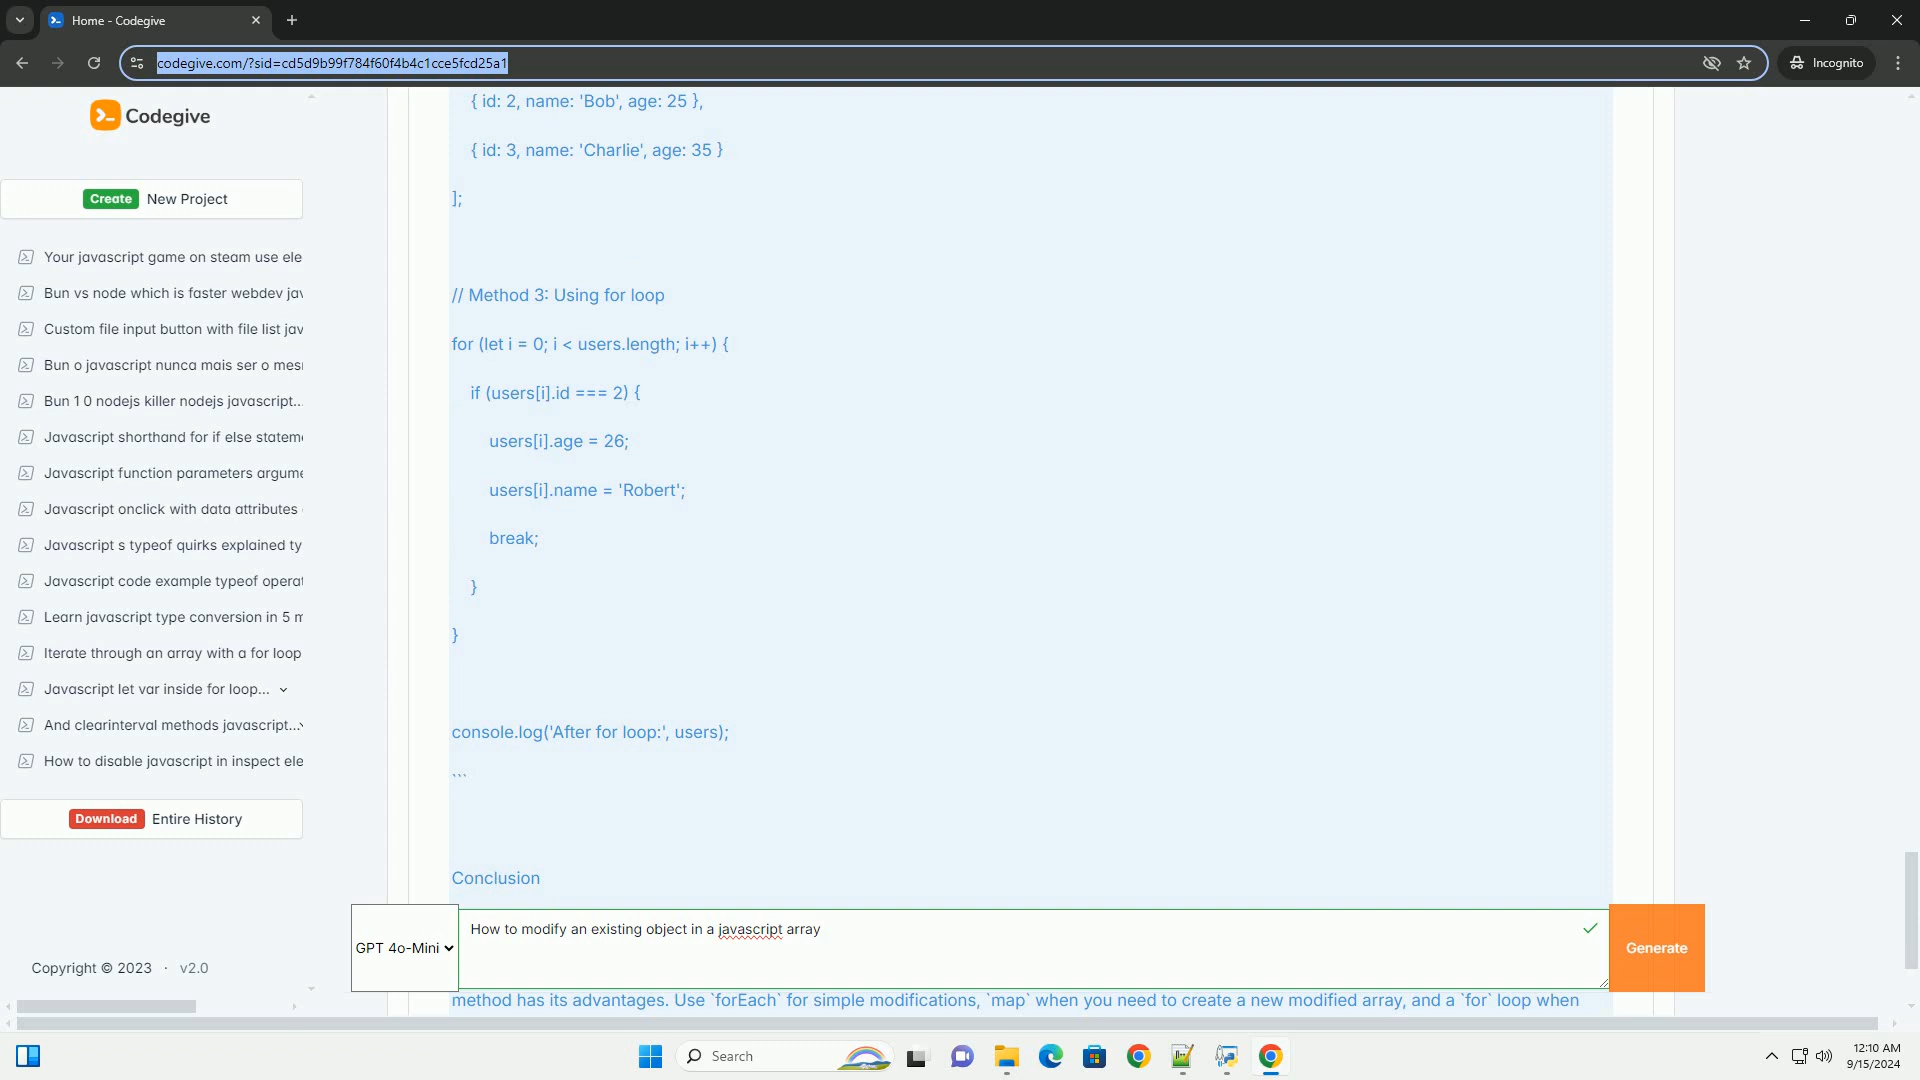 Home - Codegive
codegive.com/?sid=cd5d9b99f784f60f4b4c1cce5fcd25a1
Incognito
Codegive
Create New Project
Your javascript game on steam use ele
Bun vs node which is faster webdev jav
Custom file input button with file list jav
Bun o javascript nunca mais ser o mesi
Bun 1 0 nodejs killer nodejs javascript...
Javascript shorthand for if else statem
Javascript function parameters argume
Javascript onclick with data attributes
Javascript s typeof quirks explained ty
Javascript code example typeof operat
Learn javascript type conversion in 5 m
Iterate through an array with a for loop
Javascript let var inside for loop...
And clearinterval methods javascript...
How to disable javascript in inspect ele
Download Entire History
Copyright © 2023 · v2.0
{ id: 2, name: 'Bob', age: 25 },
{ id: 3, name: 'Charlie', age: 35 }
];
// Method 3: Using for loop
for (let i = 0; i < users.length; i++) {
if (users[i].id === 2) {
users[i].age = 26;
users[i].name = 'Robert';
break;
}
}
console.log('After for loop:', users);
```
Conclusion
GPT 4o-Mini
How to modify an existing object in a javascript array
Generate
method has its advantages. Use `forEach` for simple modifications, `map` when you need to create a new modified array, and a `for` loop when
Search
12:10 AM
9/15/2024